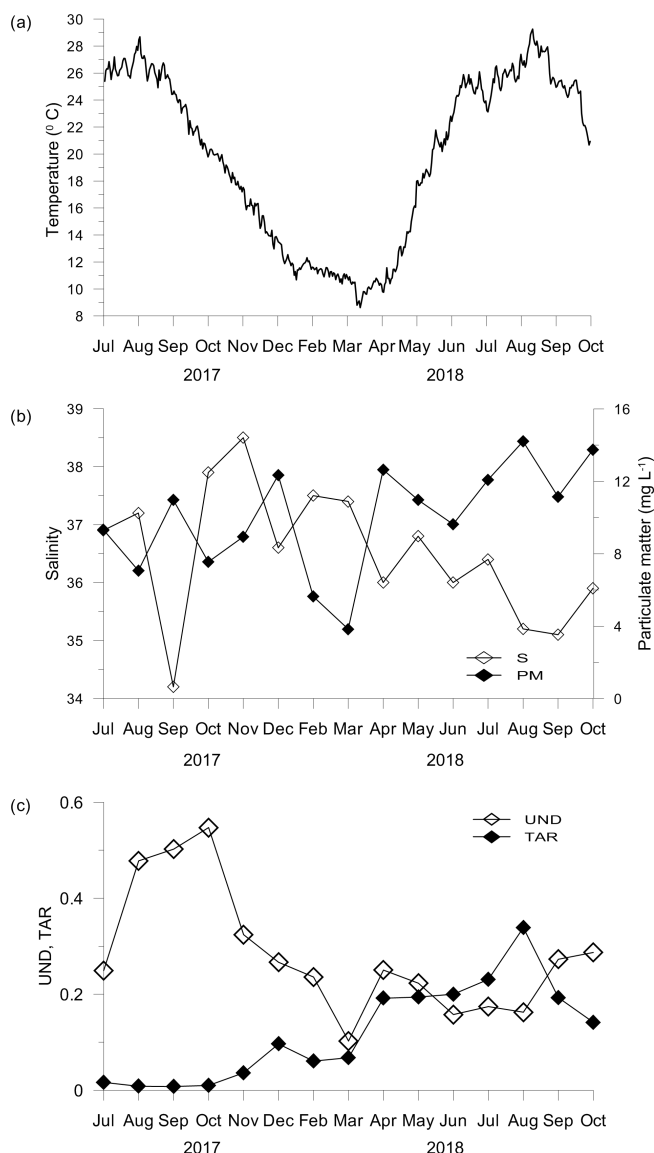 (a)
30
28
26
24
22
20
18
16
14
12
10
8
Temperature (⁰ C)
Jul Aug Sep Oct Nov Dec Feb Mar Apr May Jun Jul Aug Sep Oct
2017 2018
(b)
39
38
37
36
35
34
Salinity
16
12
8
4
0
Particulate matter (mg L⁻¹)
S
PM
Jul Aug Sep Oct Nov Dec Feb Mar Apr May Jun Jul Aug Sep Oct
2017 2018
(c)
0.6
0.4
0.2
0
UND, TAR
UND
TAR
Jul Aug Sep Oct Nov Dec Feb Mar Apr May Jun Jul Aug Sep Oct
2017 2018